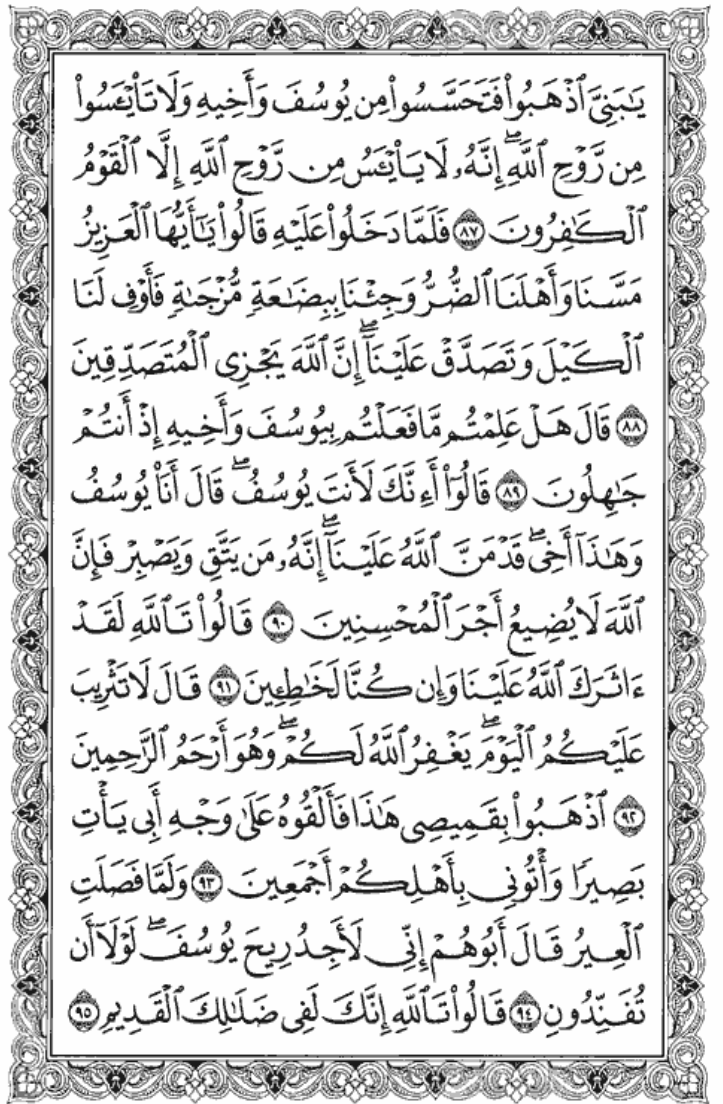 يَٰبَنِيَّ ٱذۡهَبُواْ فَتَحَسَّسُواْ مِن يُوسُفَ وَأَخِيهِ وَلَا تَاْيۡـَٔسُواْ
مِن رَّوۡحِ ٱللَّهِۖ إِنَّهُۥ لَا يَاْيۡـَٔسُ مِن رَّوۡحِ ٱللَّهِ إِلَّا ٱلۡقَوۡمُ
ٱلۡكَٰفِرُونَ ٨٧ فَلَمَّا دَخَلُواْ عَلَيۡهِ قَالُواْ يَٰٓأَيُّهَا ٱلۡعَزِيزُ
مَسَّنَا وَأَهۡلَنَا ٱلضُّرُّ وَجِئۡنَا بِبِضَٰعَةٖ مُّزۡجَىٰةٖ فَأَوۡفِ لَنَا
ٱلۡكَيۡلَ وَتَصَدَّقۡ عَلَيۡنَآۖ إِنَّ ٱللَّهَ يَجۡزِي ٱلۡمُتَصَدِّقِينَ
٨٨ قَالَ هَلۡ عَلِمۡتُم مَّا فَعَلۡتُم بِيُوسُفَ وَأَخِيهِ إِذۡ أَنتُمۡ
جَٰهِلُونَ ٨٩ قَالُوٓاْ أَءِنَّكَ لَأَنتَ يُوسُفُۖ قَالَ أَنَا۠ يُوسُفُ
وَهَٰذَآ أَخِيۖ قَدۡ مَنَّ ٱللَّهُ عَلَيۡنَآۖ إِنَّهُۥ مَن يَتَّقِ وَيَصۡبِرۡ فَإِنَّ
ٱللَّهَ لَا يُضِيعُ أَجۡرَ ٱلۡمُحۡسِنِينَ ٩٠ قَالُواْ تَٱللَّهِ لَقَدۡ
ءَاثَرَكَ ٱللَّهُ عَلَيۡنَا وَإِن كُنَّا لَخَٰطِـِٔينَ ٩١ قَالَ لَا تَثۡرِيبَ
عَلَيۡكُمُ ٱلۡيَوۡمَۖ يَغۡفِرُ ٱللَّهُ لَكُمۡۖ وَهُوَ أَرۡحَمُ ٱلرَّٰحِمِينَ
٩٢ ٱذۡهَبُواْ بِقَمِيصِي هَٰذَا فَأَلۡقُوهُ عَلَىٰ وَجۡهِ أَبِي يَأۡتِ
بَصِيرٗا وَأۡتُونِي بِأَهۡلِكُمۡ أَجۡمَعِينَ ٩٣ وَلَمَّا فَصَلَتِ
ٱلۡعِيرُ قَالَ أَبُوهُمۡ إِنِّي لَأَجِدُ رِيحَ يُوسُفَۖ لَوۡلَآ أَن
تُفَنِّدُونِ ٩٤ قَالُواْ تَٱللَّهِ إِنَّكَ لَفِي ضَلَٰلِكَ ٱلۡقَدِيمِ ٩٥